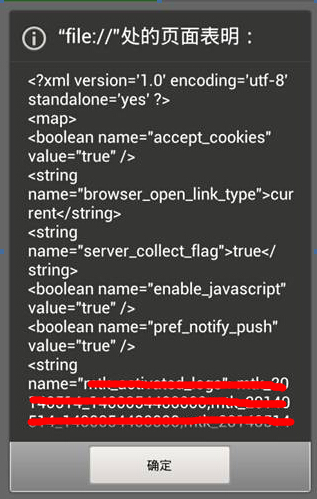 “file://”处的页面表明：
<?xml version='1.0' encoding='utf-8'
standalone='yes' ?>
<map>
<boolean name="accept_cookies"
value="true" />
<string
name="browser_open_link_type">cur
rent</string>
<string
name="server_collect_flag">true</
string>
<boolean name="enable_javascript"
value="true" />
<boolean name="pref_notify_push"
value="true" />
<string
name="
确定